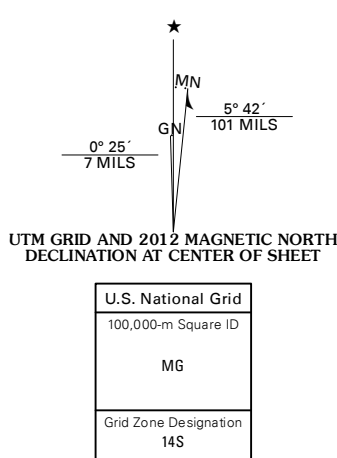 ★
MN
GN
5° 42´
101 MILS
0° 25´
7 MILS
UTM GRID AND 2012 MAGNETIC NORTH
DECLINATION AT CENTER OF SHEET
U.S. National Grid
100,000-m Square ID
MG
Grid Zone Designation
14S